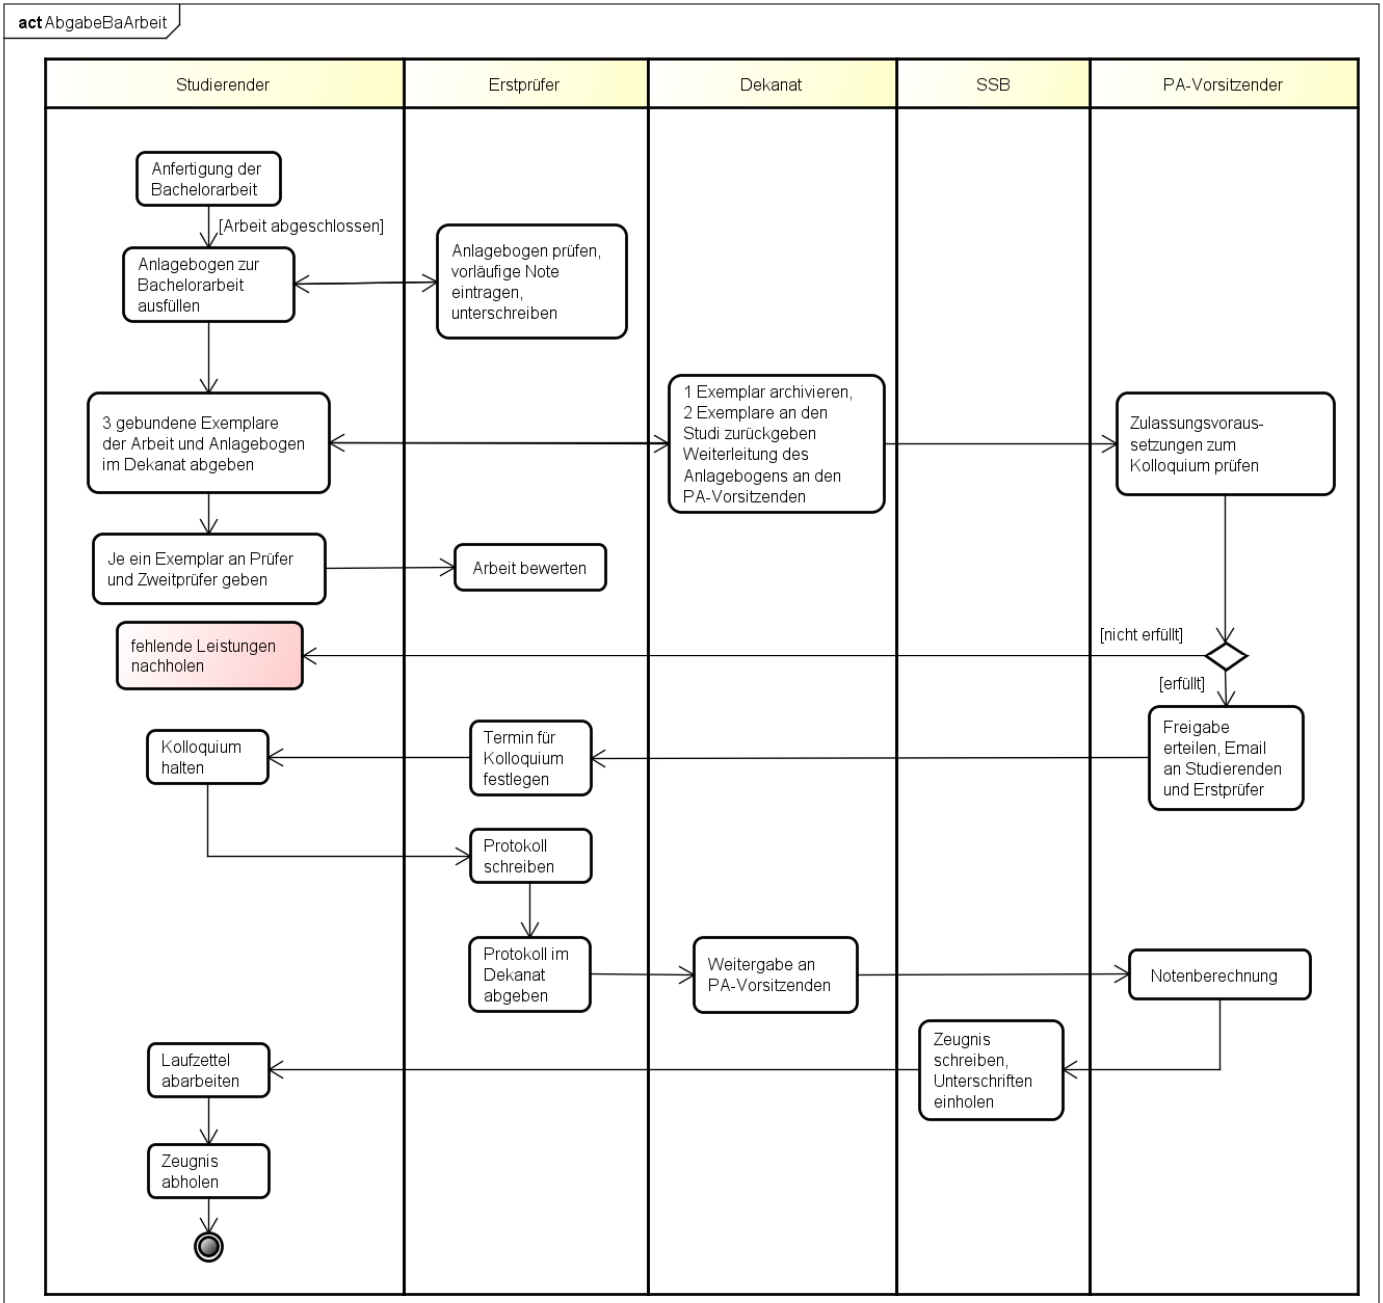 act AbgabeBaArbeit
Studierender
Erstprüfer
Dekanat
SSB
PA-Vorsitzender
Anfertigung der
Bachelorarbeit
[Arbeit abgeschlossen]
Anlagebogen zur
Bachelorarbeit
ausfüllen
Anlagebogen prüfen,
vorläufige Note
eintragen,
unterschreiben
3 gebundene Exemplare
der Arbeit und Anlagebogen
im Dekanat abgeben
1 Exemplar archivieren,
2 Exemplare an den
Studi zurückgeben
Weiterleitung des
Anlagebogens an den
PA-Vorsitzenden
Zulassungsvoraus-
setzungen zum
Kolloquium prüfen
Je ein Exemplar an Prüfer
und Zweitprüfer geben
Arbeit bewerten
[nicht erfüllt]
fehlende Leistungen
nachholen
[erfüllt]
Freigabe
erteilen, Email
an Studierenden
und Erstprüfer
Termin für
Kolloquium
festlegen
Kolloquium
halten
Protokoll
schreiben
Protokoll im
Dekanat
abgeben
Weitergabe an
PA-Vorsitzenden
Notenberechnung
Zeugnis
schreiben,
Unterschriften
einholen
Laufzettel
abarbeiten
Zeugnis
abholen